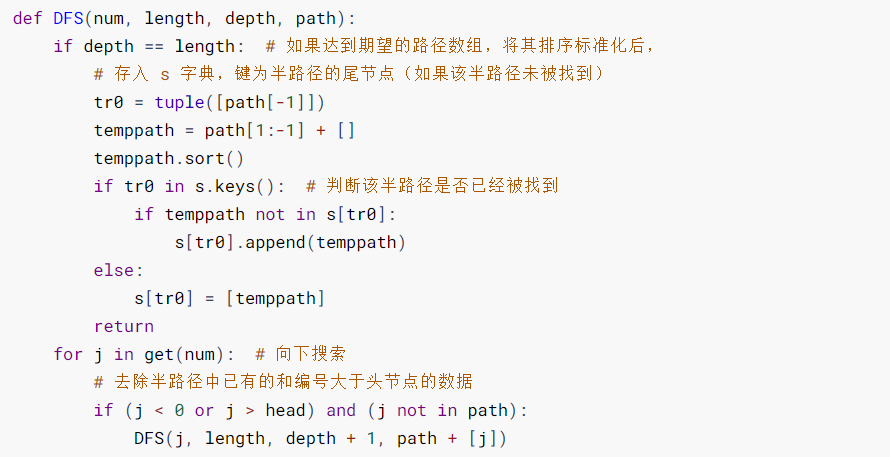 def DFS(num, length, depth, path):
    if depth == length:  # 如果达到期望的路径数组，将其排序标准化后，
        # 存入 s 字典，键为半路径的尾节点（如果该半路径未被找到）
        tr0 = tuple([path[-1]])
        temppath = path[1:-1] + []
        temppath.sort()
        if tr0 in s.keys():  # 判断该半路径是否已经被找到
            if temppath not in s[tr0]:
                s[tr0].append(temppath)
        else:
            s[tr0] = [temppath]
        return
    for j in get(num):  # 向下搜索
        # 去除半路径中已有的和编号大于头节点的数据
        if (j < 0 or j > head) and (j not in path):
            DFS(j, length, depth + 1, path + [j])